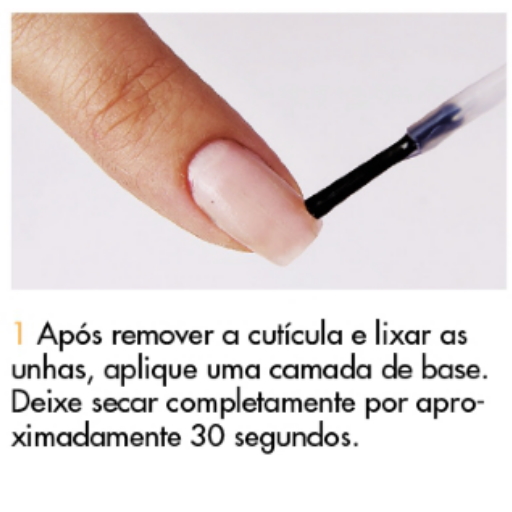 1 Após remover a cutícula e lixar as
unhas, aplique uma camada de base.
Deixe secar completamente por apro-
ximadamente 30 segundos.